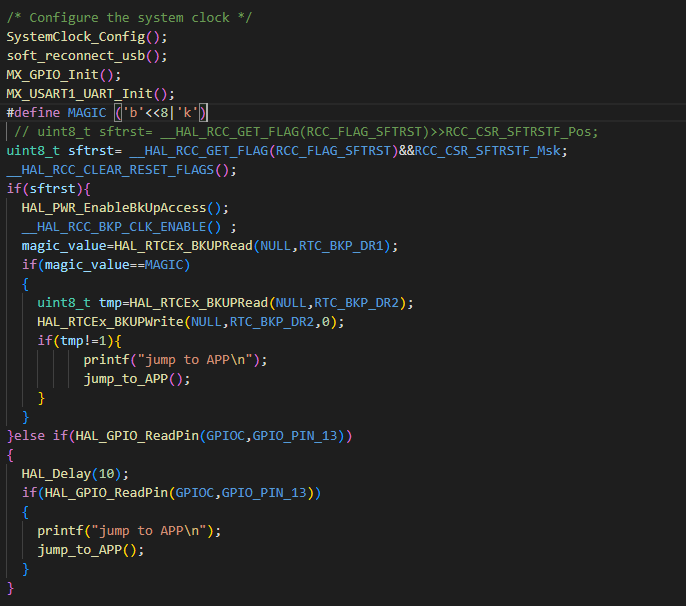 /* Configure the system clock */
SystemClock_Config();
soft_reconnect_usb();
MX_GPIO_Init();
MX_USART1_UART_Init();
#define MAGIC ('b'<<8|'k')
// uint8_t sftrst= __HAL_RCC_GET_FLAG(RCC_FLAG_SFTRST)>>RCC_CSR_SFTRSTF_Pos;
uint8_t sftrst= __HAL_RCC_GET_FLAG(RCC_FLAG_SFTRST)&&RCC_CSR_SFTRSTF_Msk;
__HAL_RCC_CLEAR_RESET_FLAGS();
if(sftrst){
HAL_PWR_EnableBkUpAccess();
__HAL_RCC_BKP_CLK_ENABLE() ;
magic_value=HAL_RTCEx_BKUPRead(NULL,RTC_BKP_DR1);
if(magic_value==MAGIC)
{
uint8_t tmp=HAL_RTCEx_BKUPRead(NULL,RTC_BKP_DR2);
HAL_RTCEx_BKUPWrite(NULL,RTC_BKP_DR2,0);
if(tmp!=1){
printf("jump to APP\n");
jump_to_APP();
}
}
}else if(HAL_GPIO_ReadPin(GPIOC,GPIO_PIN_13))
{
HAL_Delay(10);
if(HAL_GPIO_ReadPin(GPIOC,GPIO_PIN_13))
{
printf("jump to APP\n");
jump_to_APP();
}
}